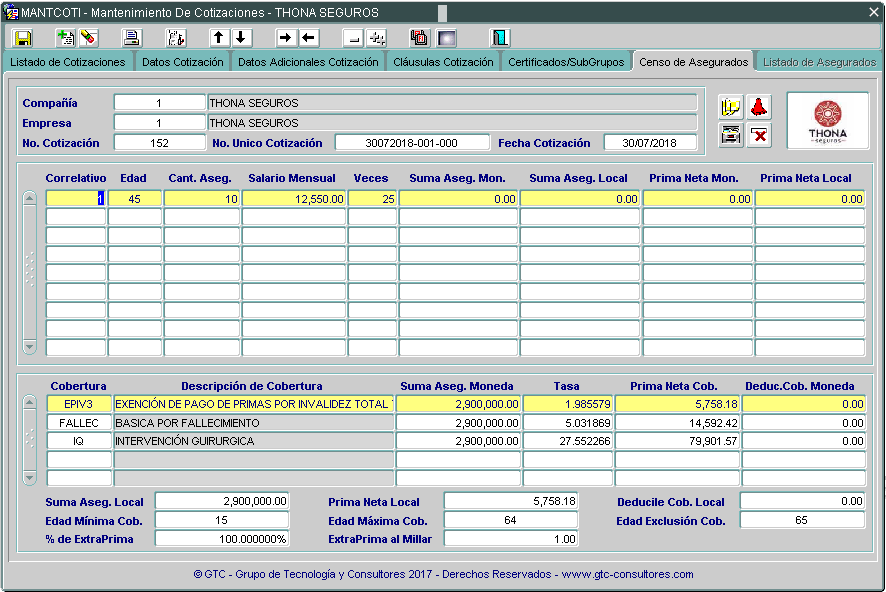 MANTCOTI - Mantenimiento De Cotizaciones - THONA SEGUROS
Listado de Cotizaciones Datos Cotización Datos Adicionales Cotización Cláusulas Cotización Certificados/SubGrupos Censo de Asegurados Listado de Asegurados
Compañía 1 THONA SEGUROS
Empresa 1 THONA SEGUROS
No. Cotización 152 No. Unico Cotización 30072018-001-000 Fecha Cotización 30/07/2018
THONA
seguros
Correlativo Edad Cant. Aseg. Salario Mensual Veces Suma Aseg. Mon. Suma Aseg. Local Prima Neta Mon. Prima Neta Local
1 45 10 12,550.00 25 0.00 0.00 0.00 0.00
Cobertura Descripción de Cobertura Suma Aseg. Moneda Tasa Prima Neta Cob. Deduc.Cob. Moneda
EPIV3 EXENCIÓN DE PAGO DE PRIMAS POR INVALIDEZ TOTAL 2,900,000.00 1.985579 5,758.18 0.00
FALLEC BASICA POR FALLECIMIENTO 2,900,000.00 5.031869 14,592.42 0.00
IQ INTERVENCIÓN GUIRURGICA 2,900,000.00 27.552266 79,901.57 0.00
Suma Aseg. Local 2,900,000.00 Prima Neta Local 5,758.18 Deducile Cob. Local 0.00
Edad Mínima Cob. 15 Edad Máxima Cob. 64 Edad Exclusión Cob. 65
% de ExtraPrima 100.000000% ExtraPrima al Millar 1.00
© GTC - Grupo de Tecnología y Consultores 2017 - Derechos Reservados - www.gtc-consultores.com